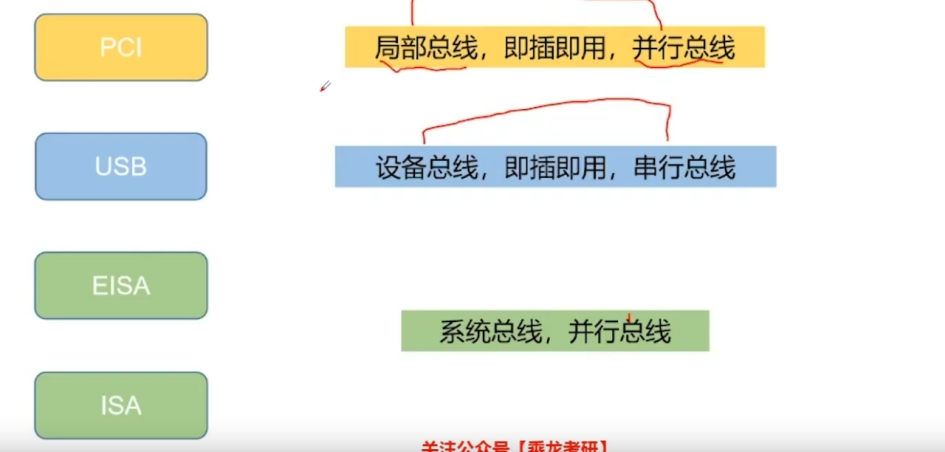 PCI
局部总线，即插即用，并行总线
USB
设备总线，即插即用，串行总线
EISA
系统总线，并行总线
ISA
关注公众号【乘龙考研】